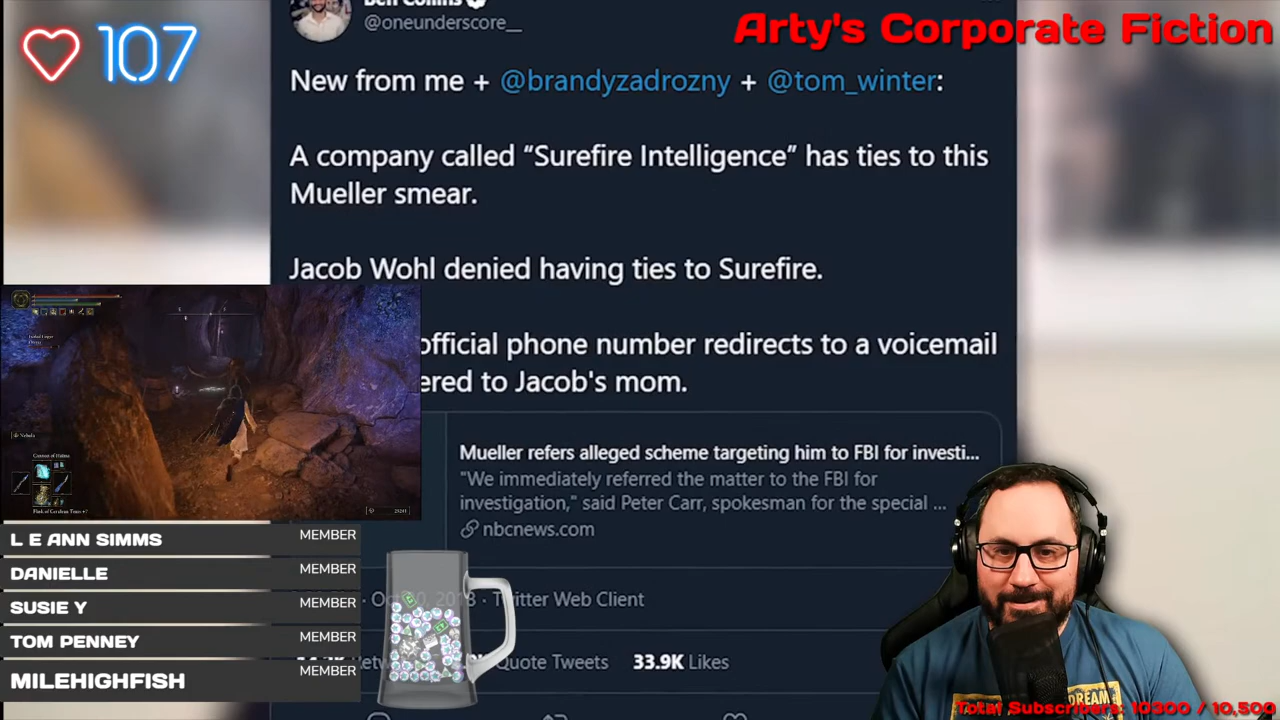 107
Arty's Corporate Fiction
Ben Collins
@oneunderscore__
New from me + @brandyzadrozny + @tom_winter:
A company called “Surefire Intelligence” has ties to this
Mueller smear.
Jacob Wohl denied having ties to Surefire.
official phone number redirects to a voicemail
ered to Jacob's mom.
Mueller refers alleged scheme targeting him to FBI for investi...
"We immediately referred the matter to the FBI for
investigation," said Peter Carr, spokesman for the special ...
nbcnews.com
2018 · Twitter Web Client
Quote Tweets 33.9K Likes
L E ANN SIMMS MEMBER
DANIELLE MEMBER
SUSIE Y MEMBER
TOM PENNEY MEMBER
MILEHIGHFISH MEMBER
DREAM
Total Subscribers: 10300 / 10,500